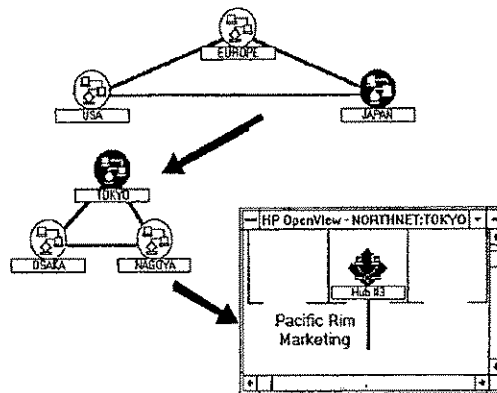 EUROPE
USA
JAPAN
TOKYO
OSAKA
NAGOYA
HP OpenView - NORTHNET:TOKYO
Hub #3
Pacific Rim
Marketing